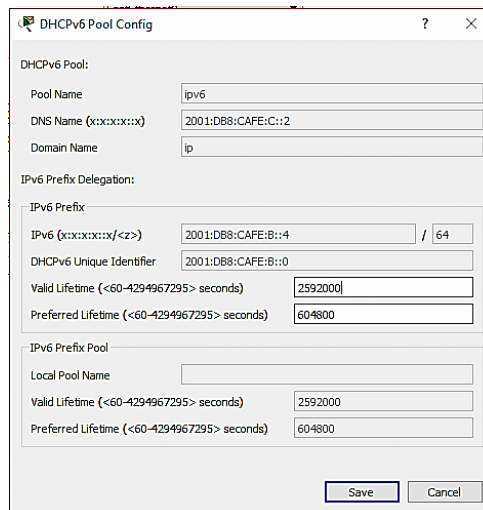 DHCPv6 Pool Config ? ×
DHCPv6 Pool:
Pool Name ipv6
DNS Name (x:x:x:x::x) 2001:DB8:CAFE:C::2
Domain Name ip
IPv6 Prefix Delegation:
IPv6 Prefix
IPv6 (x:x:x:x::x/<z>) 2001:DB8:CAFE:B::4 / 64
DHCPv6 Unique Identifier 2001:DB8:CAFE:B::0
Valid Lifetime (<60-4294967295> seconds) 2592000
Preferred Lifetime (<60-4294967295> seconds) 604800
IPv6 Prefix Pool
Local Pool Name
Valid Lifetime (<60-4294967295> seconds) 2592000
Preferred Lifetime (<60-4294967295> seconds) 604800
Save Cancel